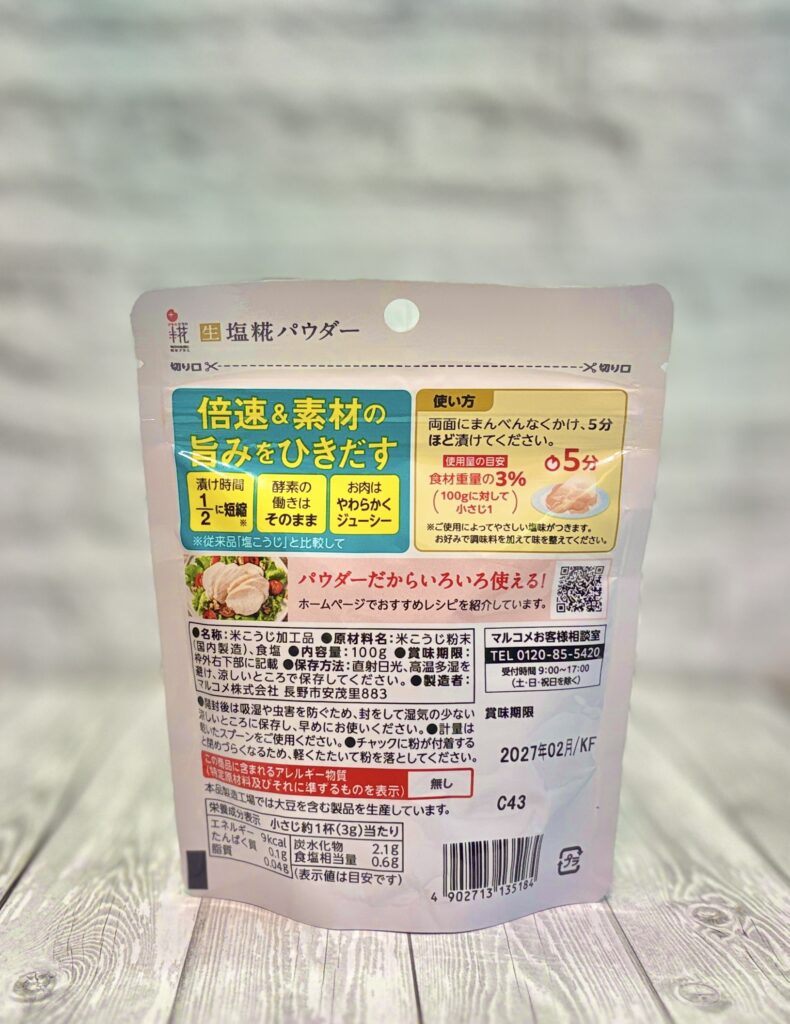 糀
生 塩糀パウダー
切り口
切り口
倍速&素材の
旨みをひきだす
漬け時間
1/2に短縮※
酵素の
働きは
そのまま
お肉は
やわらかく
ジューシー
※従来品「塩こうじ」と比較して
使い方
両面にまんべんなくかけ、5分
ほど漬けてください。
使用量の目安
食材重量の3%
(100gに対して
小さじ1)
5分
※ご使用によってやさしい塩味がつきます。
お好みで調味料を加えて味を整えてください。
パウダーだからいろいろ使える!
ホームページでおすすめレシピを紹介しています。
●名称:米こうじ加工品 ●原材料名:米こうじ粉末
(国内製造)、食塩 ●内容量:100g ●賞味期限:
枠外右下部に記載 ●保存方法:直射日光、高温多湿を
避け、涼しいところで保存してください。●製造者:
マルコメ株式会社 長野市安茂里883
マルコメお客様相談室
TEL 0120-85-5420
受付時間 9:00~17:00
(土・日・祝日を除く)
●開封後は吸湿や虫害を防ぐため、封をして湿気の少ない
涼しいところに保存し、早めにお使いください。●計量は
乾いたスプーンをご使用ください。●チャックに粉が付着する
と閉めづらくなるため、軽くたたいて粉を落としてください。
賞味期限
2027年02月/KF
C43
この商品に含まれるアレルギー物質
(特定原材料及びそれに準ずるものを表示)
無し
本品製造工場では大豆を含む製品を生産しています。
栄養成分表示 小さじ約1杯(3g)当たり
エネルギー 9kcal
たんぱく質 0.1g
脂質 0.04g
炭水化物 2.1g
食塩相当量 0.6g
(表示値は目安です)
4 902713 135184
プラ